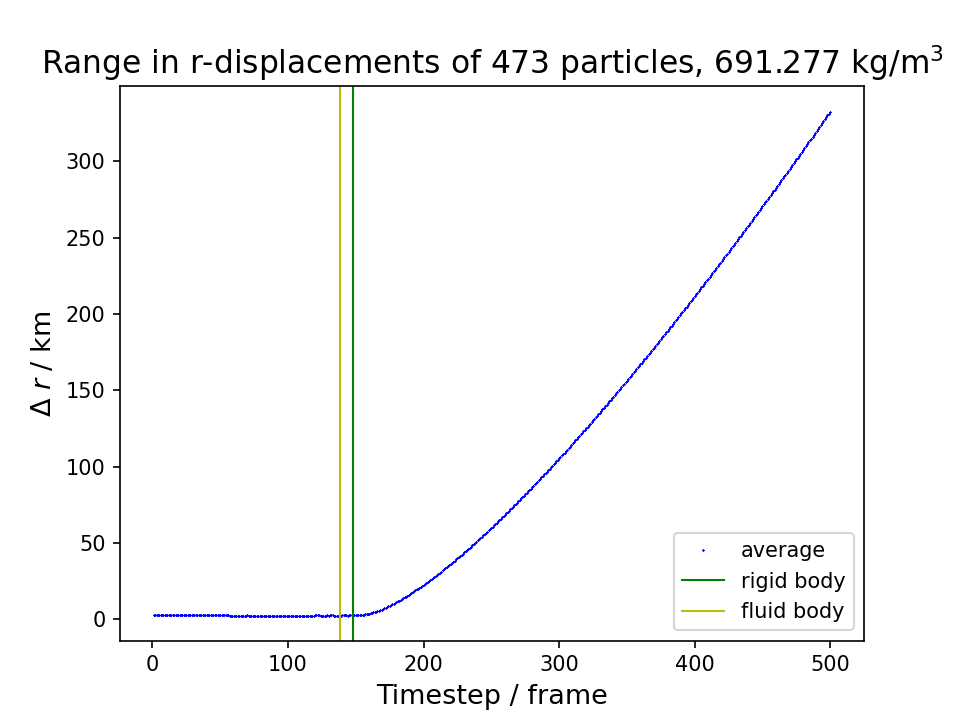 Range in r-displacements of 473 particles, 691.277 kg/m³
Δ r / km
300
250
200
150
100
50
0
0 100 200 300 400 500
Timestep / frame
average
rigid body
fluid body